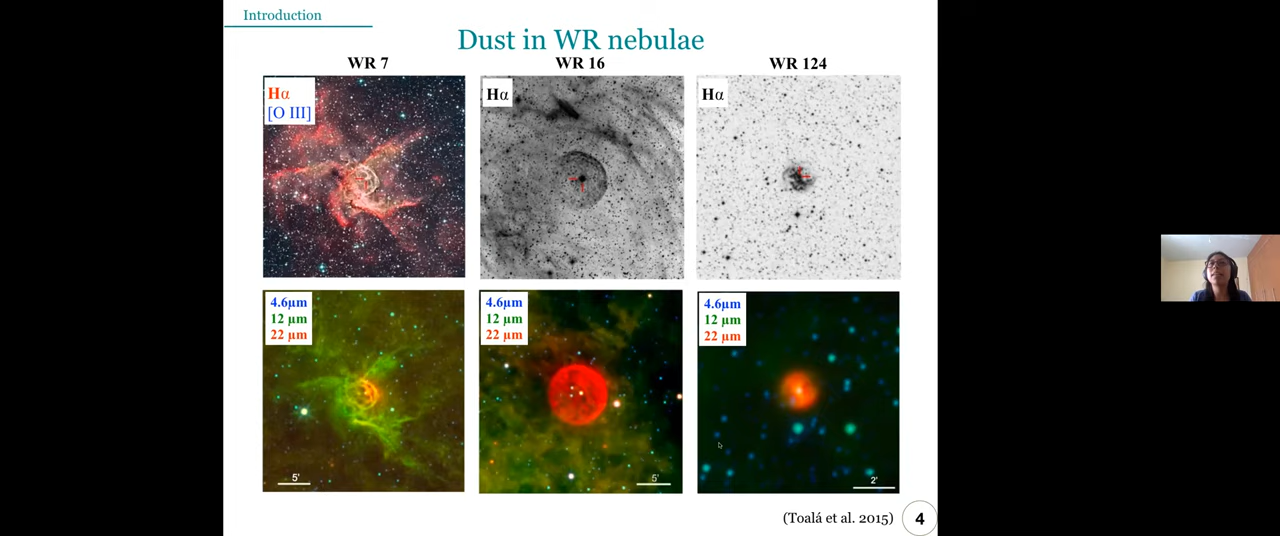 Introduction
Dust in WR nebulae
WR 7
WR 16
WR 124
Hα
[O III]
Hα
Hα
4.6μm
12 μm
22 μm
5'
4.6μm
12 μm
22 μm
5'
4.6μm
12 μm
22 μm
2'
(Toalá et al. 2015)
4